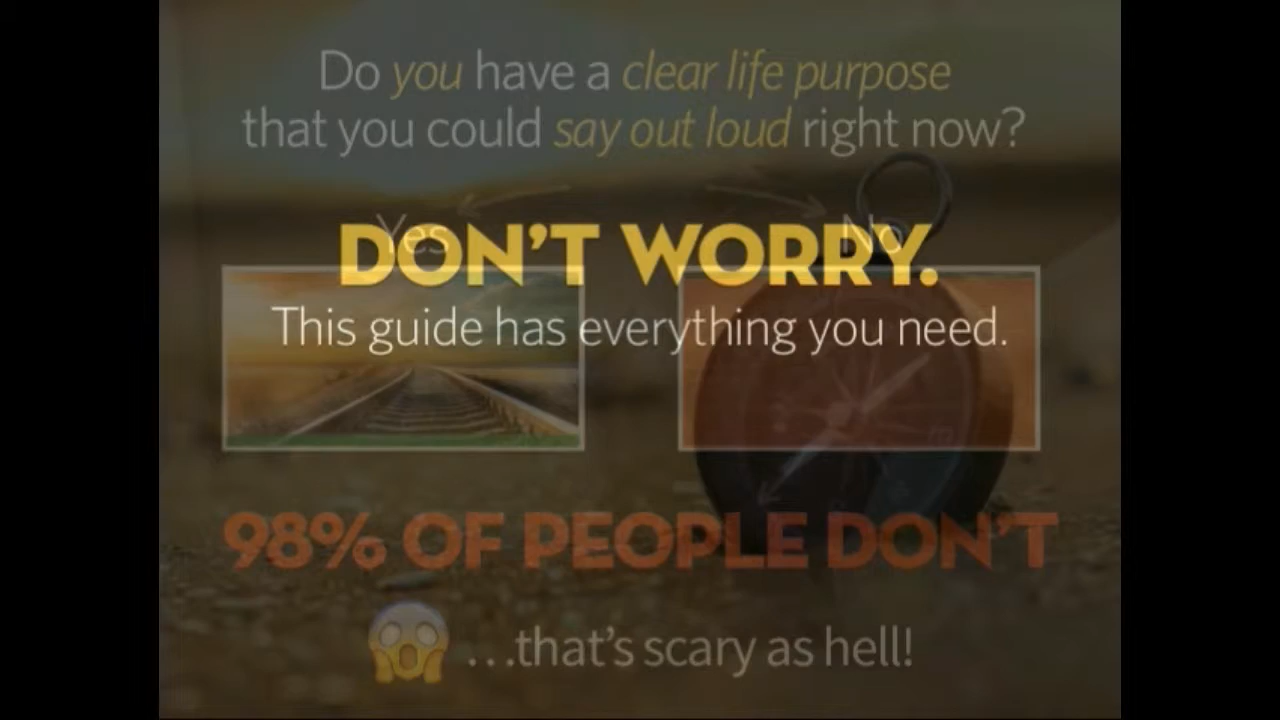 Do you have a clear life purpose
that you could say out loud right now?
Yes
No
DON'T WORRY.
This guide has everything you need.
98% OF PEOPLE DON'T
...that's scary as hell!